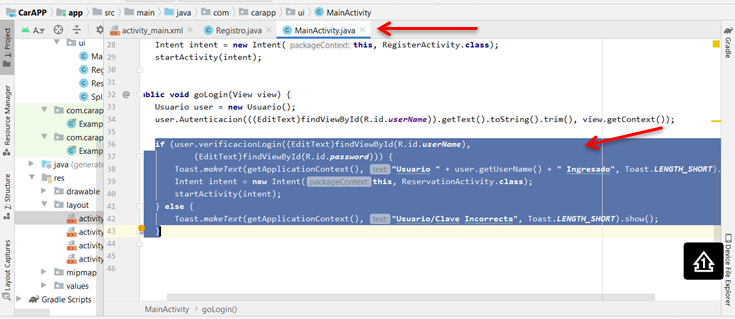 CarAPP app src main java com carapp ui MainActivity
A..
activity_main.xml Registro.java MainActivity.java
1: Project
Resource Manager
Z: Structure
Layout Captures
ui
Ma
Reg
Res
Spl
com.carap
Example
com.carap
Example
java (generate
res
drawable
layout
activity
activity
activity
activity
mipmap
values
Gradle Scripts
28 Intent intent = new Intent( packageContext: this, RegisterActivity.class);
29 startActivity(intent);
30
31
32 @ public void goLogin(View view) {
33 Usuario user = new Usuario();
34 user.Autenticacion(((EditText)findViewById(R.id.userName)).getText().toString().trim(), view.getContext());
35
36 if (user.verificacionLogin((EditText)findViewById(R.id.userName),
37 (EditText)findViewById(R.id.password))) {
38 Toast.makeText(getApplicationContext(), text: "Usuario " + user.getUserName() + " Ingresado", Toast.LENGTH_SHORT).
39 Intent intent = new Intent( packageContext: this, ReservationActivity.class);
40 startActivity(intent);
41 } else {
42 Toast.makeText(getApplicationContext(), text: "Usuario/Clave Incorrecta", Toast.LENGTH_SHORT).show();
43 }
44
45
46
MainActivity goLogin()
Gradle
Device File Explorer
1